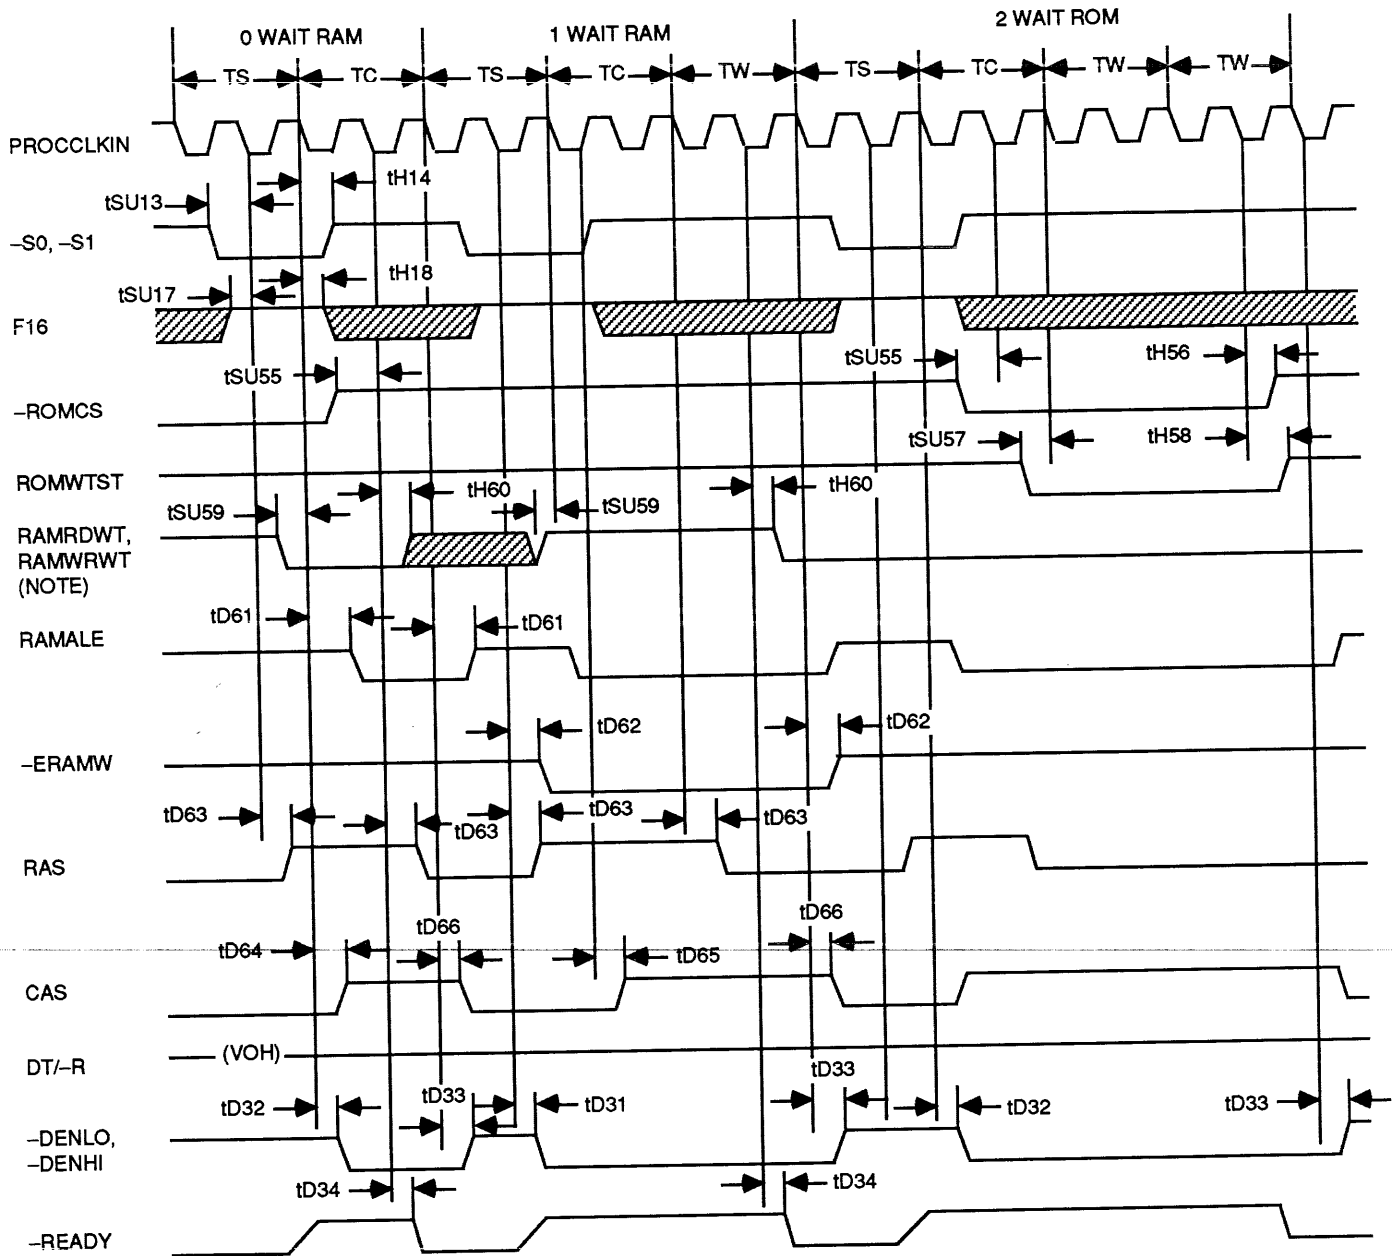 0 WAIT RAM 1 WAIT RAM 2 WAIT ROM
TS TC TS TC TW TS TC TW TW
PROCCLKIN
tH14
tSU13
–S0, –S1
tH18
tSU17
F16
tSU55 tSU55 tH56
–ROMCS
tSU57 tH58
ROMWTST
tH60 tH60
tSU59 tSU59
RAMRDWT,
RAMWRWT
(NOTE)
tD61 tD61
RAMALE
tD62 tD62
–ERAMW
tD63 tD63 tD63 tD63
RAS
tD66 tD66
tD64 tD65
CAS
(VOH)
DT/–R
tD33 tD33
tD32 tD31 tD32 tD33
–DENLO,
–DENHI
tD34 tD34
–READY